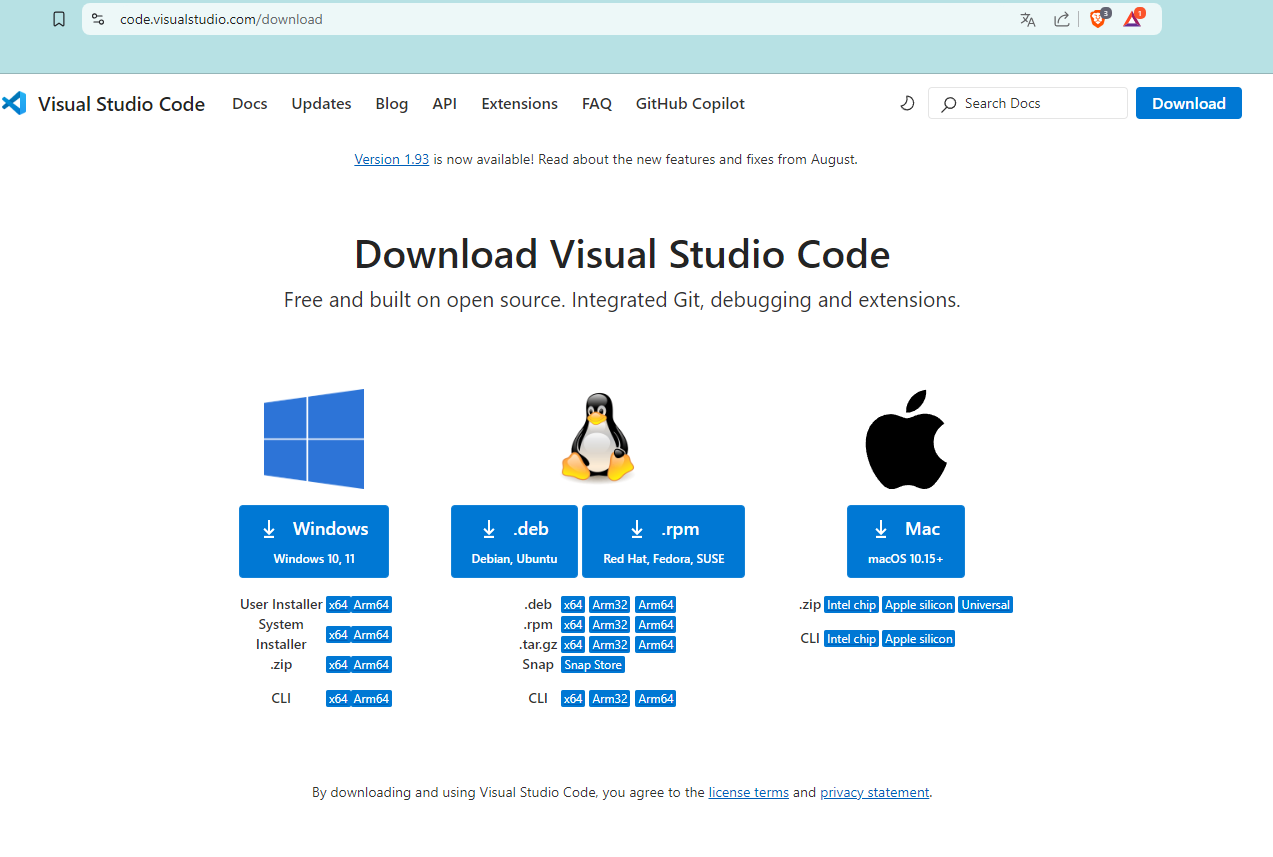 code.visualstudio.com/download
3
1
Visual Studio Code Docs Updates Blog API Extensions FAQ GitHub Copilot Search Docs Download
Version 1.93 is now available! Read about the new features and fixes from August.
Download Visual Studio Code
Free and built on open source. Integrated Git, debugging and extensions.
Windows
Windows 10, 11
User Installer x64 Arm64
System
Installer x64 Arm64
.zip x64 Arm64
CLI x64 Arm64
.deb
Debian, Ubuntu
.rpm
Red Hat, Fedora, SUSE
.deb x64 Arm32 Arm64
.rpm x64 Arm32 Arm64
.tar.gz x64 Arm32 Arm64
Snap Snap Store
CLI x64 Arm32 Arm64
Mac
macOS 10.15+
.zip Intel chip Apple silicon Universal
CLI Intel chip Apple silicon
By downloading and using Visual Studio Code, you agree to the license terms and privacy statement.